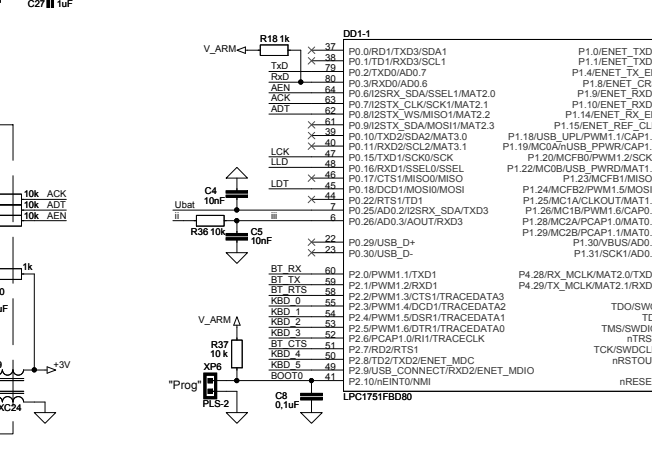 C27 1uF
DD1-1
R18 1k
V_ARM
37 P0.0/RD1/TXD3/SDA1
38 P0.1/TD1/RXD3/SCL1
TxD 79 P0.2/TXD0/AD0.7
RxD 80 P0.3/RXD0/AD0.6
AEN 64 P0.6/I2SRX_SDA/SSEL1/MAT2.0
ACK 63 P0.7/I2STX_CLK/SCK1/MAT2.1
ADT 62 P0.8/I2STX_WS/MISO1/MAT2.2
61 P0.9/I2STX_SDA/MOSI1/MAT2.3
39 P0.10/TXD2/SDA2/MAT3.0
40 P0.11/RXD2/SCL2/MAT3.1
LCK 47 P0.15/TXD1/SCK0/SCK
LLD 48 P0.16/RXD1/SSEL0/SSEL
46 P0.17/CTS1/MISO0/MISO
LDT 45 P0.18/DCD1/MOSI0/MOSI
44 P0.22/RTS1/TD1
Ubat 7 P0.25/AD0.2/I2SRX_SDA/TXD3
ii iii 6 P0.26/AD0.3/AOUT/RXD3
C4
10nF
R36 10k
C5
10nF
22 P0.29/USB_D+
23 P0.30/USB_D-
BT_RX 60 P2.0/PWM1.1/TXD1
BT_TX 59 P2.1/PWM1.2/RXD1
BT_RTS 58 P2.2/PWM1.3/CTS1/TRACEDATA3
KBD_0 55 P2.3/PWM1.4/DCD1/TRACEDATA2
KBD_1 54 P2.4/PWM1.5/DSR1/TRACEDATA1
KBD_2 53 P2.5/PWM1.6/DTR1/TRACEDATA0
KBD_3 52 P2.6/PCAP1.0/RI1/TRACECLK
BT_CTS 51 P2.7/RD2/RTS1
KBD_4 50 P2.8/TD2/TXD2/ENET_MDC
KBD_5 49 P2.9/USB_CONNECT/RXD2/ENET_MDIO
BOOT0 41 P2.10/nEINT0/NMI
LPC1751FBD80
P1.0/ENET_TXD
P1.1/ENET_TXD
P1.4/ENET_TX_E
P1.8/ENET_CR
P1.9/ENET_RXD
P1.10/ENET_RXD
P1.14/ENET_RX_E
P1.15/ENET_REF_CL
P1.18/USB_UPL/PWM1.1/CAP1.
P1.19/MC0A/nUSB_PPWR/CAP1.
P1.20/MCFB0/PWM1.2/SCK
P1.22/MC0B/USB_PWRD/MAT1.
P1.23/MCFB1/MISO
P1.24/MCFB2/PWM1.5/MOSI
P1.25/MC1A/CLKOUT/MAT1.
P1.26/MC1B/PWM1.6/CAP0.
P1.28/MC2A/PCAP1.0/MAT0.
P1.29/MC2B/PCAP1.1/MAT0.
P1.30/VBUS/AD0.
P1.31/SCK1/AD0.
P4.28/RX_MCLK/MAT2.0/TXD
P4.29/TX_MCLK/MAT2.1/RXD
TDO/SW
TD
TMS/SWDI
nTRS
TCK/SWDCL
nRSTOU
nRESE
V_ARM
R37
10 k
XP6
"Prog"
PLS-2
C8
0,1uF
10k ACK
10k ADT
10k AEN
1k
0
uF
+3V
XC24